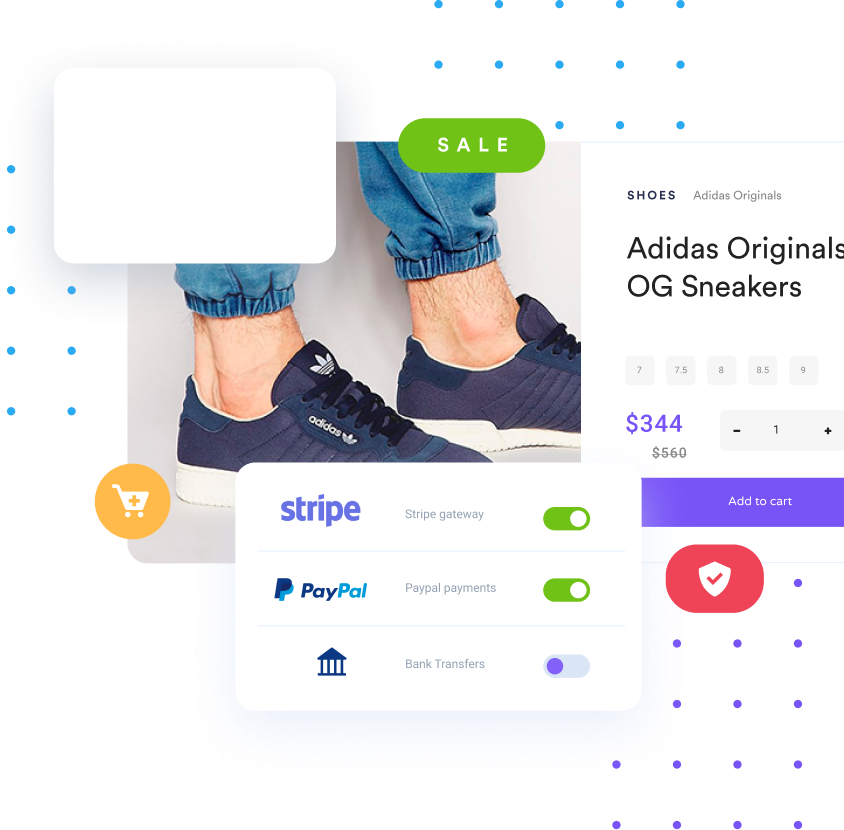 SALE
SHOES Adidas Originals
Adidas Originals
OG Sneakers
7 7.5 8 8.5 9
$344
- 1 +
$560
adidas
Add to cart
stripe Stripe gateway
PayPal Paypal payments
Bank Transfers